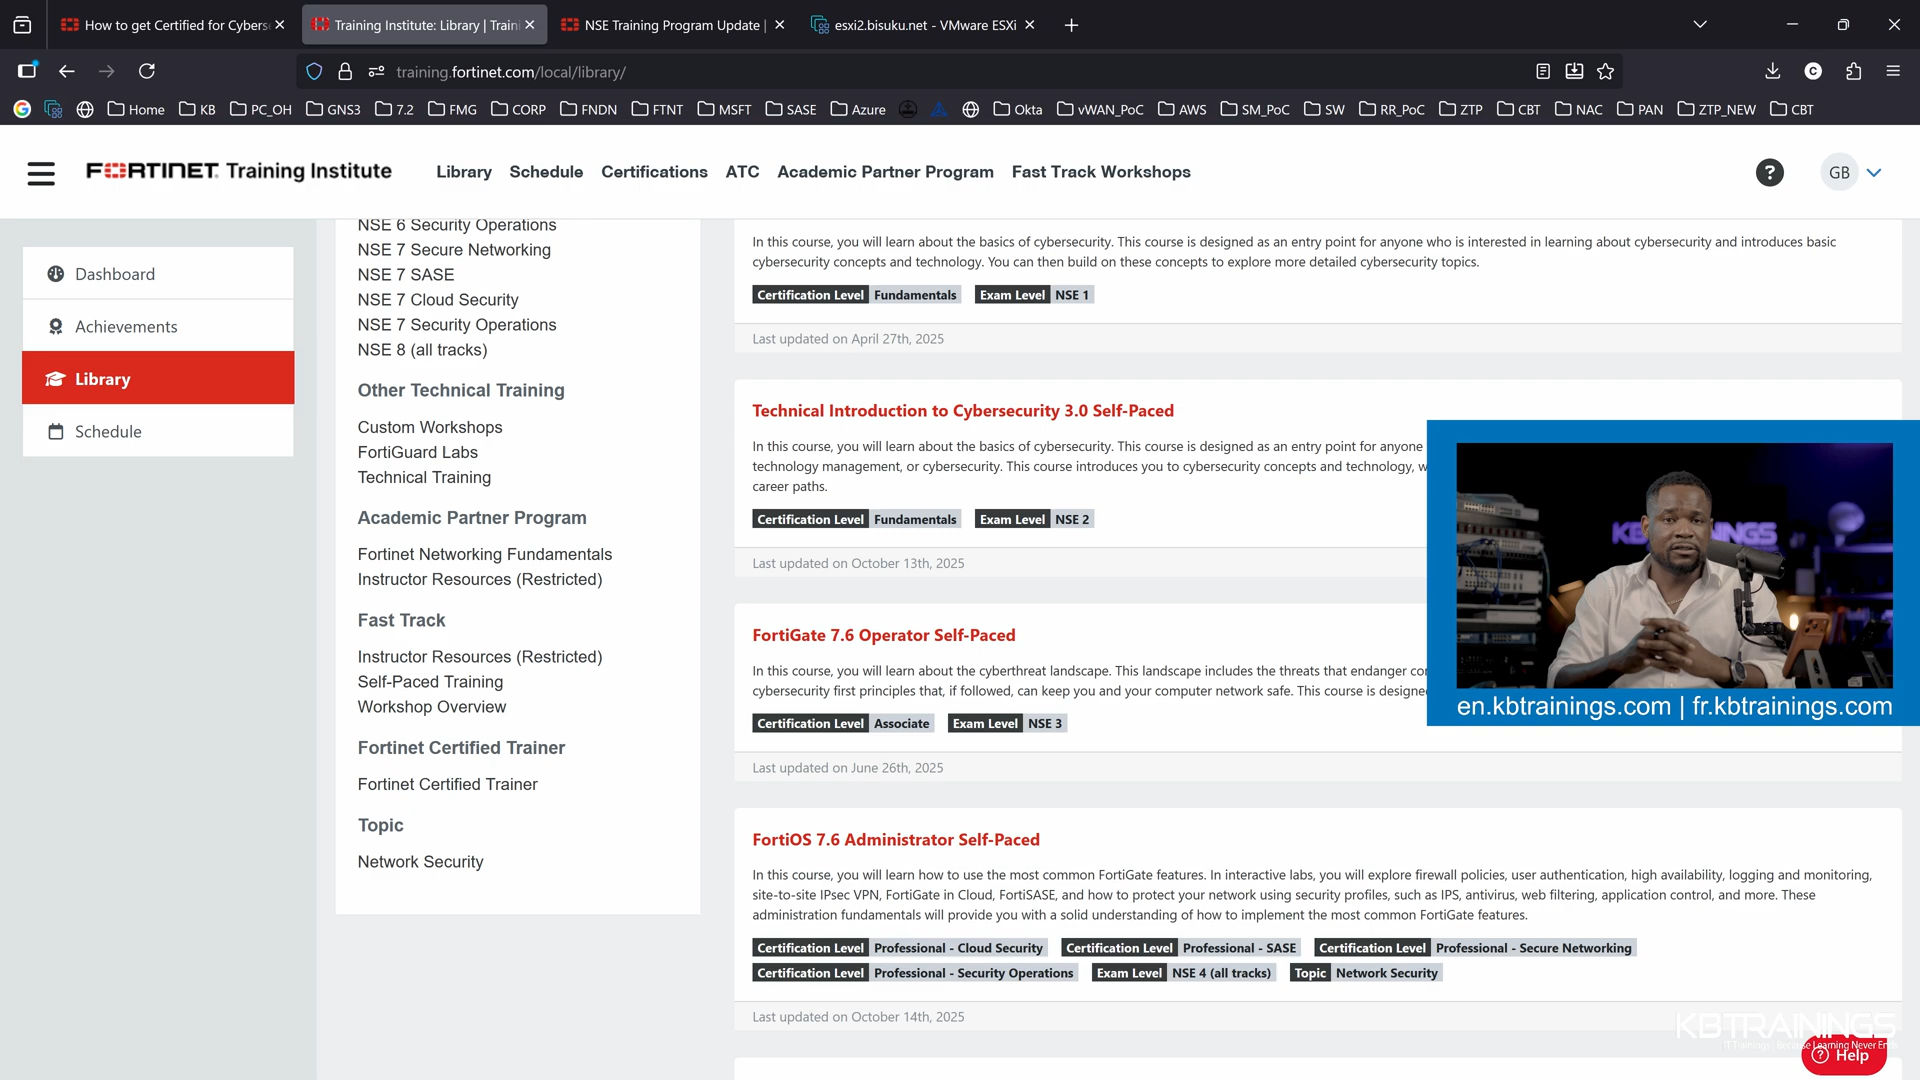 How to get Certified for Cybers
Training Institute: Library | Traini
NSE Training Program Update |
esxi2.bisuku.net - VMware ESXi
training.fortinet.com/local/library/
Home
KB
PC_OH
GNS3
7.2
FMG
CORP
FNDN
FTNT
MSFT
SASE
Azure
Okta
vWAN_PoC
AWS
SM_PoC
SW
RR_PoC
ZTP
CBT
NAC
PAN
ZTP_NEW
CBT
FORTINET Training Institute
Library
Schedule
Certifications
ATC
Academic Partner Program
Fast Track Workshops
?
GB
Dashboard
Achievements
Library
Schedule
NSE 6 Security Operations
NSE 7 Secure Networking
NSE 7 SASE
NSE 7 Cloud Security
NSE 7 Security Operations
NSE 8 (all tracks)
Other Technical Training
Custom Workshops
FortiGuard Labs
Technical Training
Academic Partner Program
Fortinet Networking Fundamentals
Instructor Resources (Restricted)
Fast Track
Instructor Resources (Restricted)
Self-Paced Training
Workshop Overview
Fortinet Certified Trainer
Fortinet Certified Trainer
Topic
Network Security
In this course, you will learn about the basics of cybersecurity. This course is designed as an entry point for anyone who is interested in learning about cybersecurity and introduces basic
cybersecurity concepts and technology. You can then build on these concepts to explore more detailed cybersecurity topics.
Certification Level Fundamentals Exam Level NSE 1
Last updated on April 27th, 2025
Technical Introduction to Cybersecurity 3.0 Self-Paced
In this course, you will learn about the basics of cybersecurity. This course is designed as an entry point for anyone
technology management, or cybersecurity. This course introduces you to cybersecurity concepts and technology, w
career paths.
Certification Level Fundamentals Exam Level NSE 2
Last updated on October 13th, 2025
FortiGate 7.6 Operator Self-Paced
In this course, you will learn about the cyberthreat landscape. This landscape includes the threats that endanger con
cybersecurity first principles that, if followed, can keep you and your computer network safe. This course is designe
Certification Level Associate Exam Level NSE 3
Last updated on June 26th, 2025
FortiOS 7.6 Administrator Self-Paced
In this course, you will learn how to use the most common FortiGate features. In interactive labs, you will explore firewall policies, user authentication, high availability, logging and monitoring,
site-to-site IPsec VPN, FortiGate in Cloud, FortiSASE, and how to protect your network using security profiles, such as IPS, antivirus, web filtering, application control, and more. These
administration fundamentals will provide you with a solid understanding of how to implement the most common FortiGate features.
Certification Level Professional - Cloud Security Certification Level Professional - SASE Certification Level Professional - Secure Networking
Certification Level Professional - Security Operations Exam Level NSE 4 (all tracks) Topic Network Security
Last updated on October 14th, 2025
KBTRAININGS
en.kbtrainings.com | fr.kbtrainings.com
KBTRAININGS
IT Trainings | Because Learning Never Ends
Help